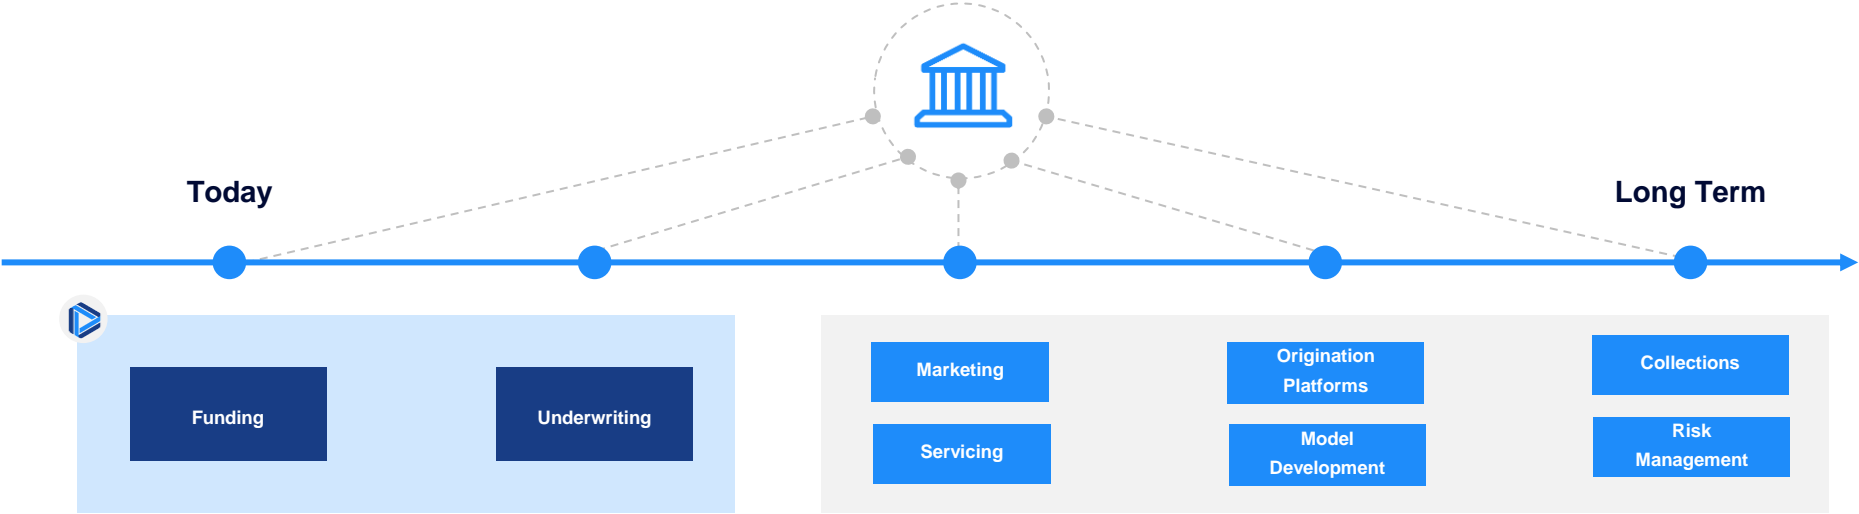 Today
Long Term
Funding
Underwriting
Marketing
Servicing
Origination
Platforms
Model
Development
Collections
Risk
Management